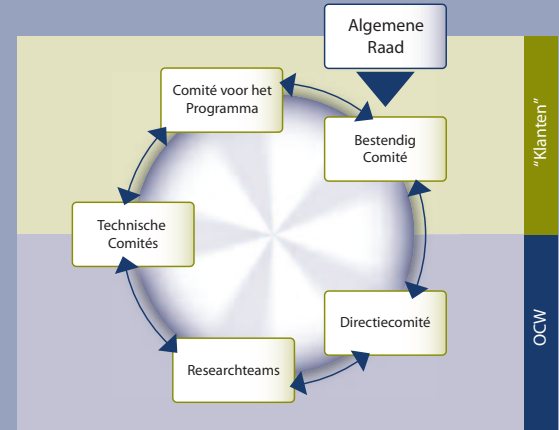 Algemene
Raad
Comité voor het
Programma
Bestendig
Comité
"Klanten"
Technische
Comités
Directiecomité
OCW
Researchteams